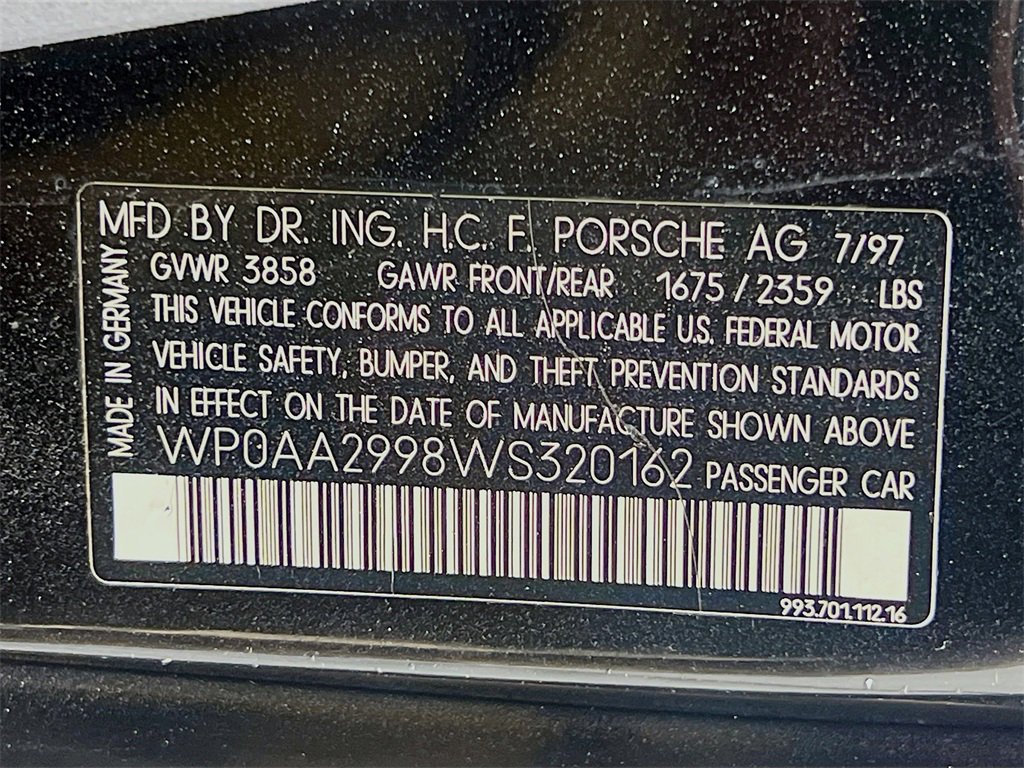 MFD BY DR. ING. H.C. F. PORSCHE AG 7/97
GVWR 3858 GAWR FRONT/REAR 1675/2359 LBS
THIS VEHICLE CONFORMS TO ALL APPLICABLE U.S. FEDERAL MOTOR
VEHICLE SAFETY, BUMPER, AND THEFT PREVENTION STANDARDS
IN EFFECT ON THE DATE OF MANUFACTURE SHOWN ABOVE
WP0AA2998WS320162 PASSENGER CAR
993.701.112.16
MADE IN GERMANY